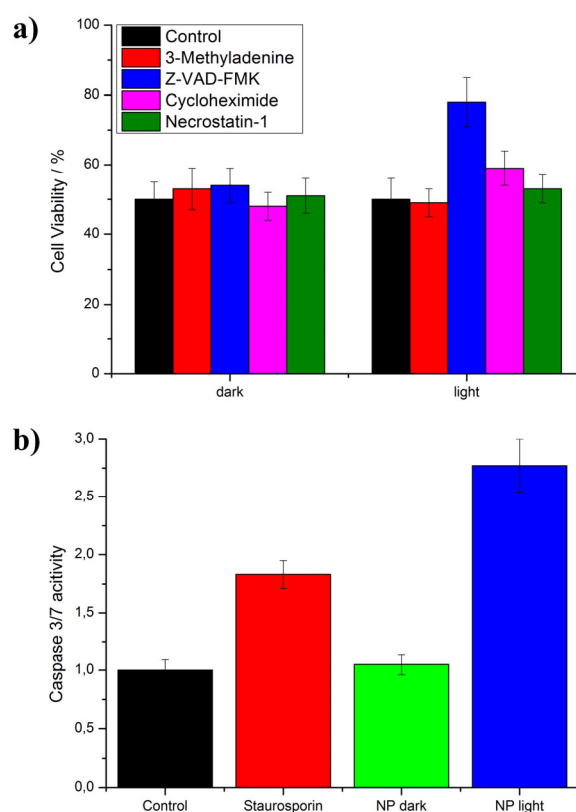 a)
Control
3-Methyladenine
Z-VAD-FMK
Cycloheximide
Necrostatin-1
Cell Viability / %
100
80
60
40
20
0
dark light
b)
Caspase 3/7 acitivity
3,0
2,5
2,0
1,5
1,0
0,5
0,0
Control Staurosporin NP dark NP light